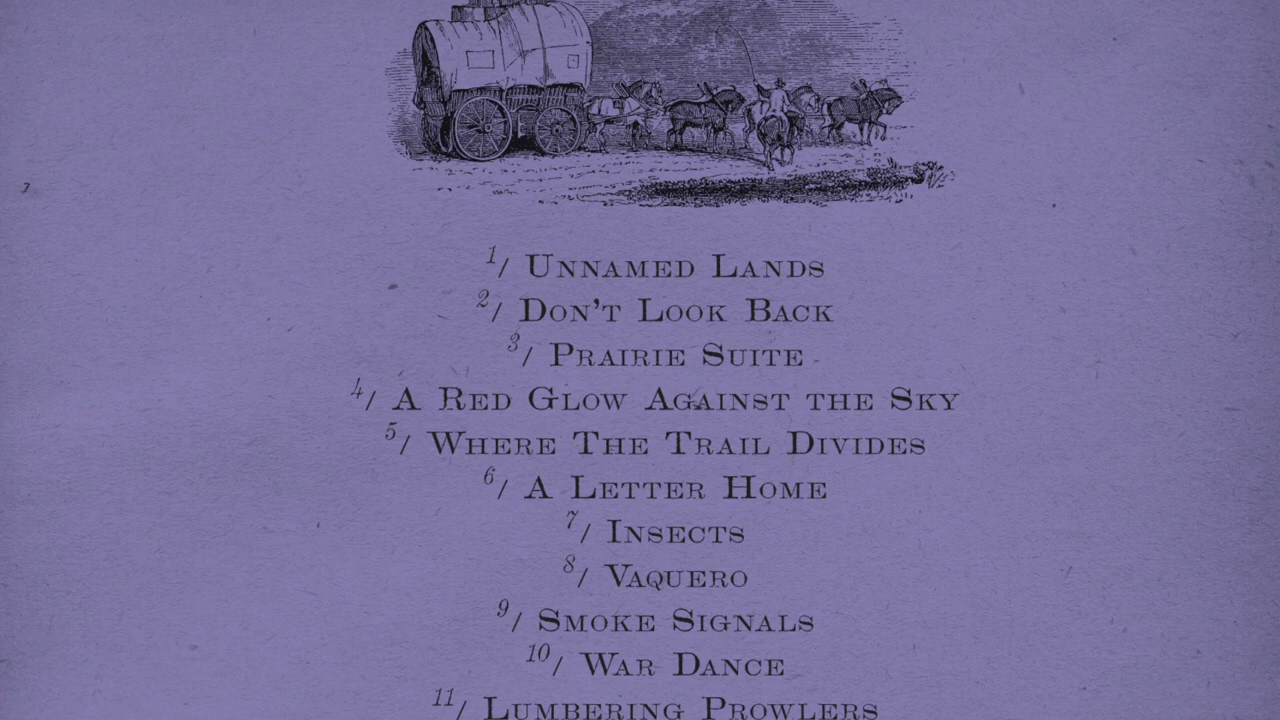 1/ Unnamed Lands
2/ Don't Look Back
3/ Prairie Suite
4/ A Red Glow Against the Sky
5/ Where The Trail Divides
6/ A Letter Home
7/ Insects
8/ Vaquero
9/ Smoke Signals
10/ War Dance
11/ Lumbering Prowlers